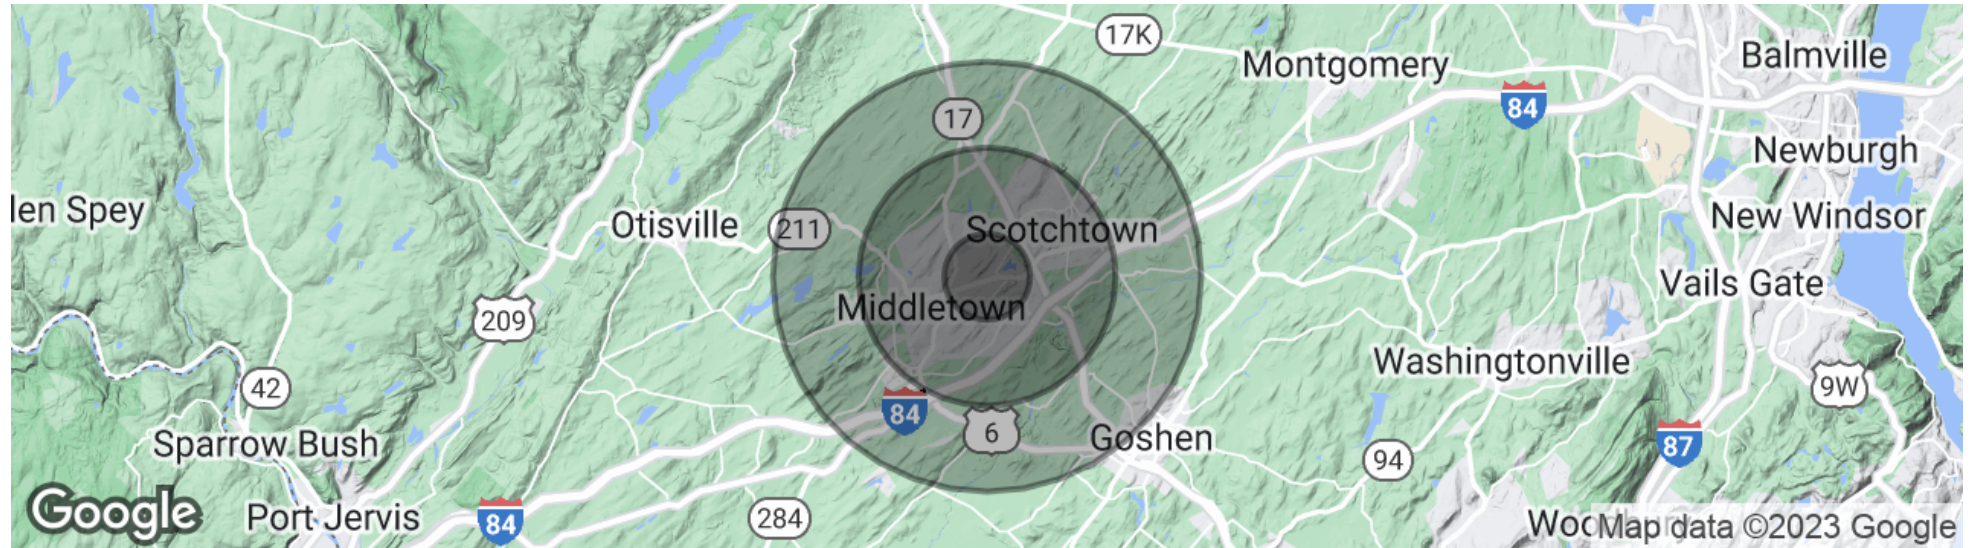 17K
Montgomery
Balmville
84
17
Newburgh
len Spey
Otisville
211
Scotchtown
New Windsor
Vails Gate
209
Middletown
Washingtonville
42
9W
84
6
Goshen
87
Sparrow Bush
94
Google
Port Jervis
84
284
Woo
Map data ©2023 Google